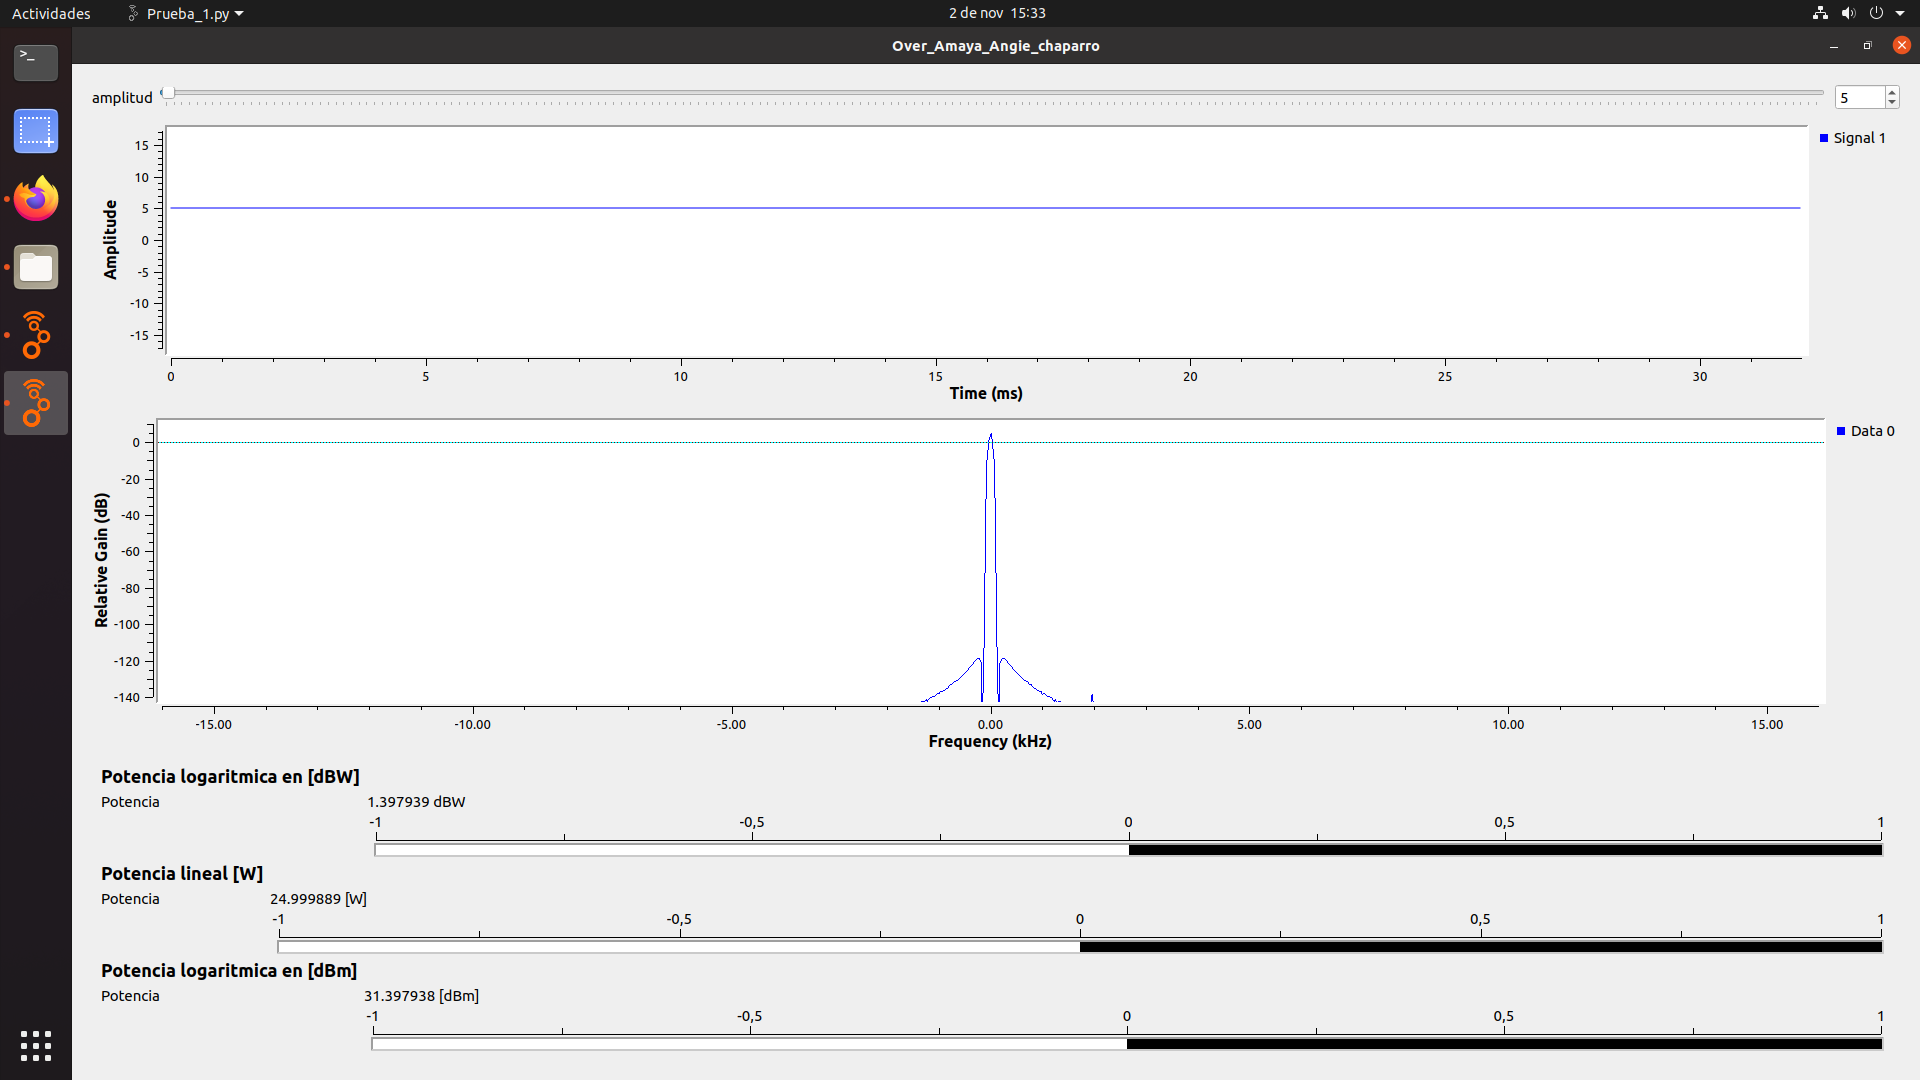 Actividades Prueba_1.py 2 de nov 15:33
Over_Amaya_Angie_chaparro
amplitud 5
Signal 1
Amplitude
15
10
5
0
-5
-10
-15
0 5 10 15 20 25 30
Time (ms)
Data 0
Relative Gain (dB)
0
-20
-40
-60
-80
-100
-120
-140
-15.00 -10.00 -5.00 0.00 5.00 10.00 15.00
Frequency (kHz)
Potencia logaritmica en [dBW]
Potencia 1.397939 dBW
-1 -0,5 0 0,5 1
Potencia lineal [W]
Potencia 24.999889 [W]
-1 -0,5 0 0,5 1
Potencia logaritmica en [dBm]
Potencia 31.397938 [dBm]
-1 -0,5 0 0,5 1